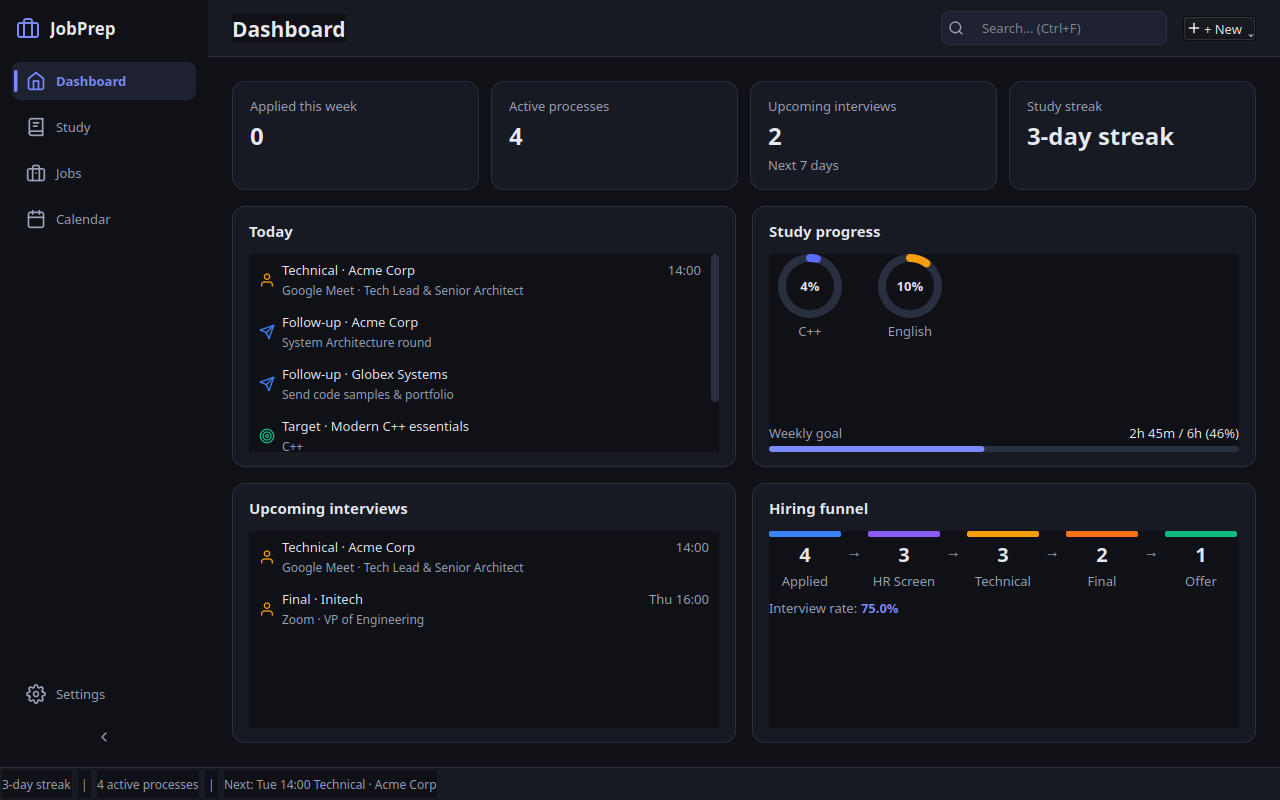 JobPrep
Dashboard
Search... (Ctrl+F)
+ New
Dashboard
Study
Jobs
Calendar
Settings
Applied this week
0
Active processes
4
Upcoming interviews
2
Next 7 days
Study streak
3-day streak
Today
Technical · Acme Corp 14:00
Google Meet · Tech Lead & Senior Architect
Follow-up · Acme Corp
System Architecture round
Follow-up · Globex Systems
Send code samples & portfolio
Target · Modern C++ essentials
C++
Study progress
4% 10%
C++ English
Weekly goal 2h 45m / 6h (46%)
Upcoming interviews
Technical · Acme Corp 14:00
Google Meet · Tech Lead & Senior Architect
Final · Initech Thu 16:00
Zoom · VP of Engineering
Hiring funnel
4 → 3 → 3 → 2 → 1
Applied HR Screen Technical Final Offer
Interview rate: 75.0%
3-day streak | 4 active processes | Next: Tue 14:00 Technical · Acme Corp